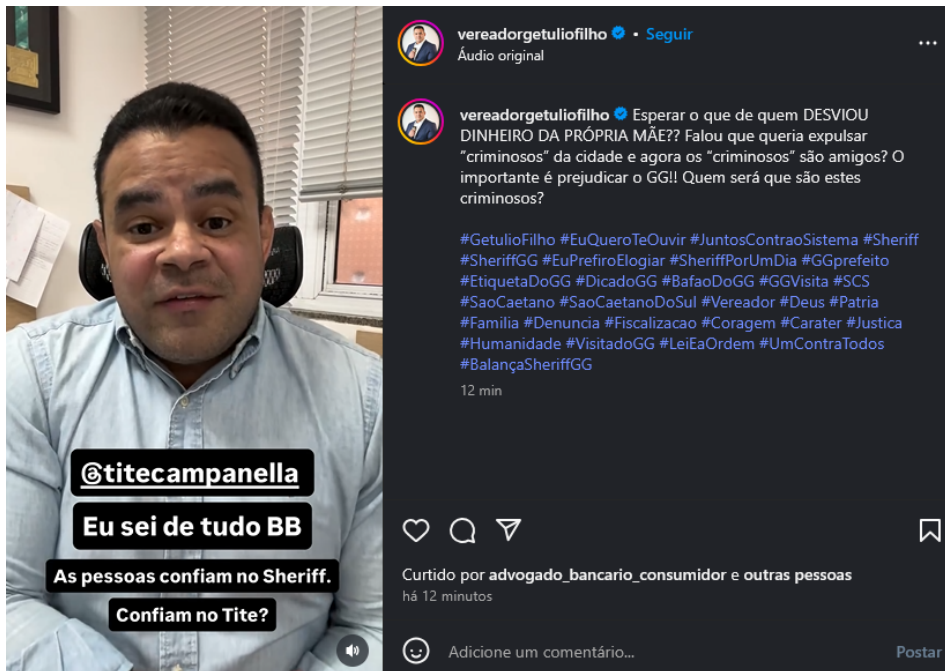 @titecampanella
Eu sei de tudo BB
As pessoas confiam no Sheriff.
Confiam no Tite?
vereadorgetuliofilho • Seguir
Áudio original
vereadorgetuliofilho Esperar o que de quem DESVIOU
DINHEIRO DA PRÓPRIA MÃE?? Falou que queria expulsar
"criminosos" da cidade e agora os "criminosos" são amigos? O
importante é prejudicar o GG!! Quem será que são estes
criminosos?
#GetulioFilho #EuQueroTeOuvir #JuntosContraoSistema #Sheriff
#SheriffGG #EuPrefiroElogiar #SheriffPorUmDia #GGprefeito
#EtiquetaDoGG #DicadoGG #BafaoDoGG #GGVisita #SCS
#SaoCaetano #SaoCaetanoDoSul #Vereador #Deus #Patria
#Familia #Denuncia #Fiscalizacao #Coragem #Carater #Justica
#Humanidade #VisitadoGG #LeiEaOrdem #UmContraTodos
#BalançaSheriffGG
12 min
Curtido por advogado_bancario_consumidor e outras pessoas
há 12 minutos
Adicione um comentário...
Postar